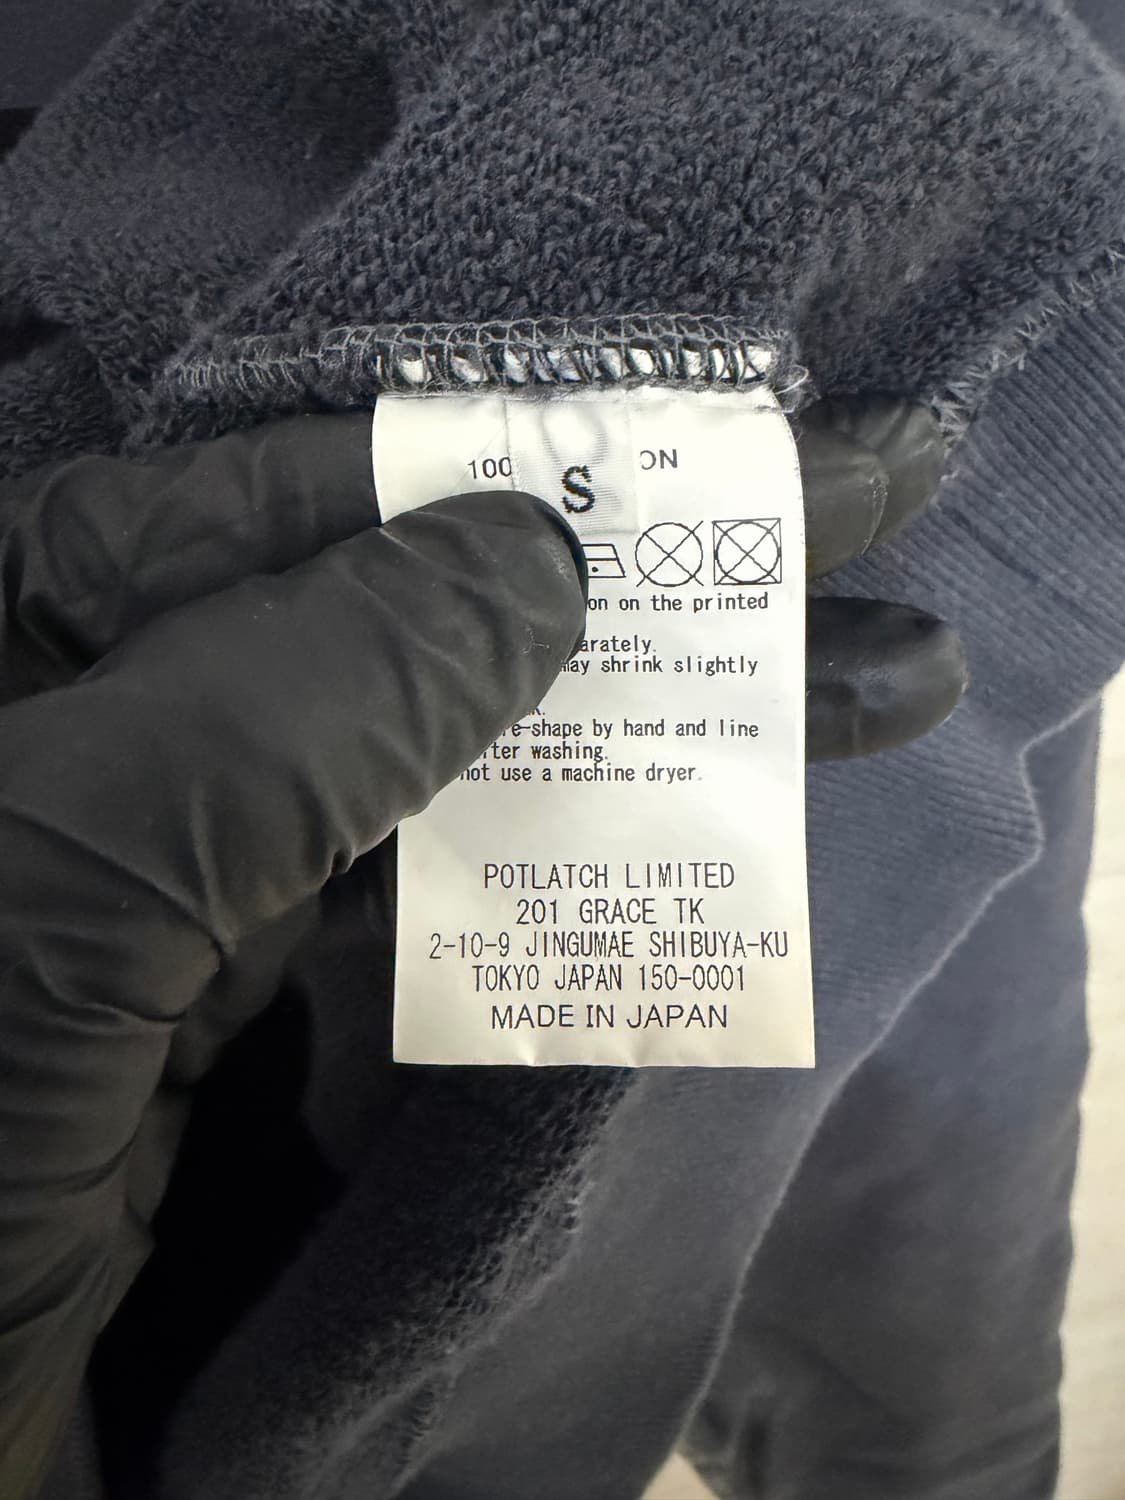 100 ON
S
on on the printed
arately.
may shrink slightly
k.
re-shape by hand and line
fter washing.
not use a machine dryer.
POTLATCH LIMITED
201 GRACE TK
2-10-9 JINGUMAE SHIBUYA-KU
TOKYO JAPAN 150-0001
MADE IN JAPAN